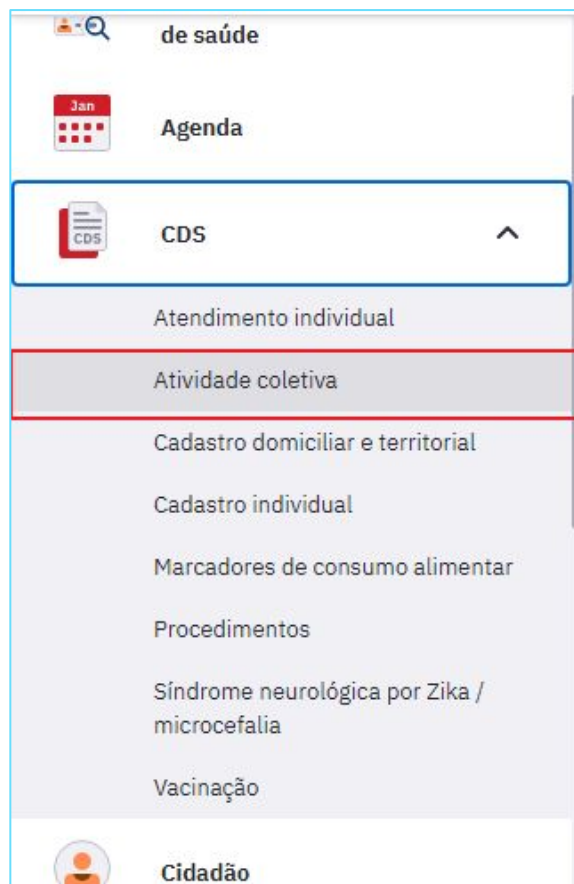 de saúde
Jan
Agenda
CDS
CDS
Atendimento individual
Atividade coletiva
Cadastro domiciliar e territorial
Cadastro individual
Marcadores de consumo alimentar
Procedimentos
Síndrome neurológica por Zika /
microcefalia
Vacinação
Cidadão